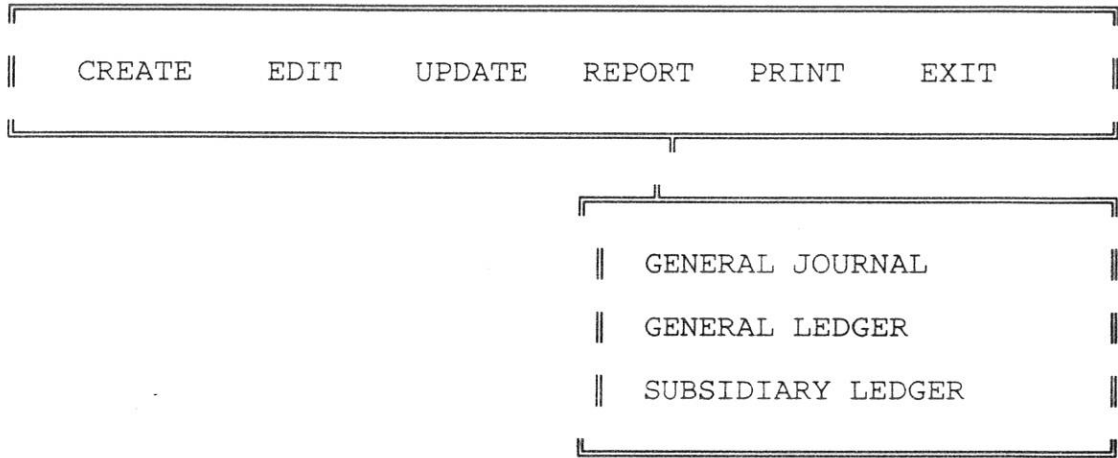 CREATE EDIT UPDATE REPORT PRINT EXIT
GENERAL JOURNAL
GENERAL LEDGER
SUBSIDIARY LEDGER